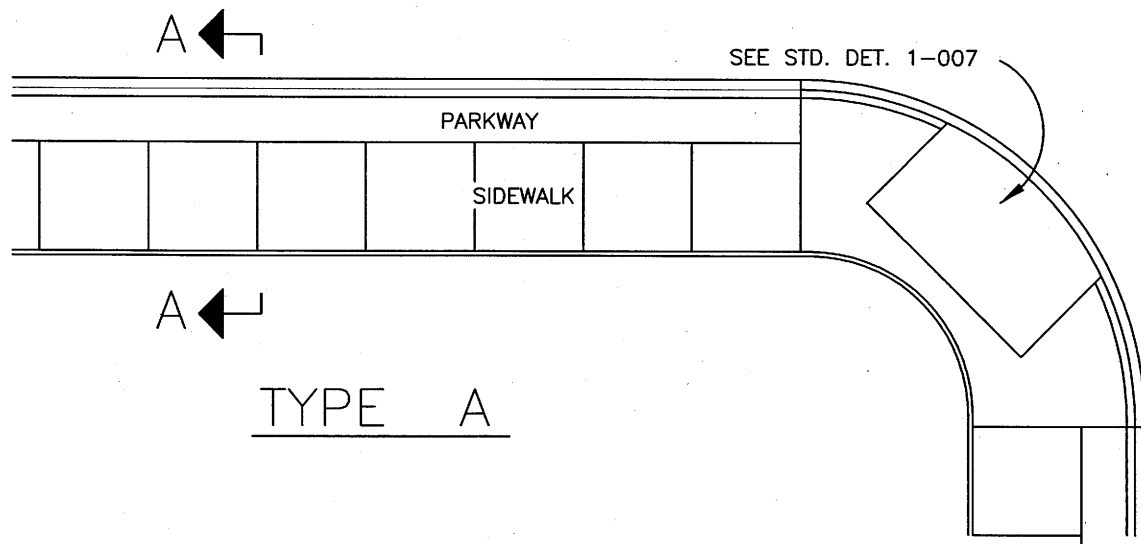 A
SEE STD. DET. 1-007
PARKWAY
SIDEWALK
A
TYPE A